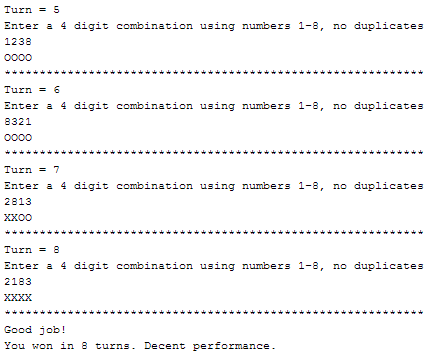 Turn = 5
Enter a 4 digit combination using numbers 1-8, no duplicates
1238
OOOO
************************************************************
Turn = 6
Enter a 4 digit combination using numbers 1-8, no duplicates
8321
OOOO
************************************************************
Turn = 7
Enter a 4 digit combination using numbers 1-8, no duplicates
2813
XXOO
************************************************************
Turn = 8
Enter a 4 digit combination using numbers 1-8, no duplicates
2183
XXXX
************************************************************
Good job!
You won in 8 turns. Decent performance.